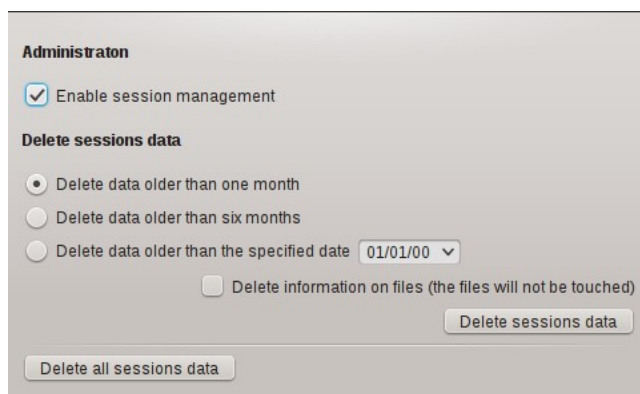 Administraton
Enable session management
Delete sessions data
Delete data older than one month
Delete data older than six months
Delete data older than the specified date 01/01/00
Delete information on files (the files will not be touched)
Delete sessions data
Delete all sessions data